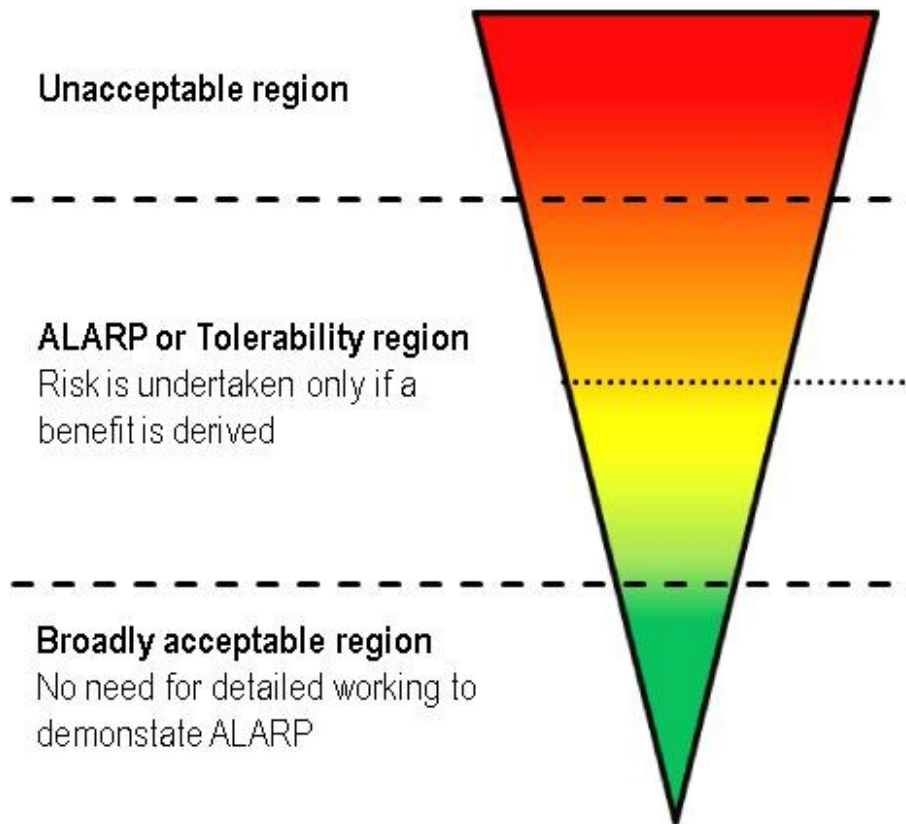 Unacceptable region
ALARP or Tolerability region
Risk is undertaken only if a
benefit is derived
Broadly acceptable region
No need for detailed working to
demonstate ALARP